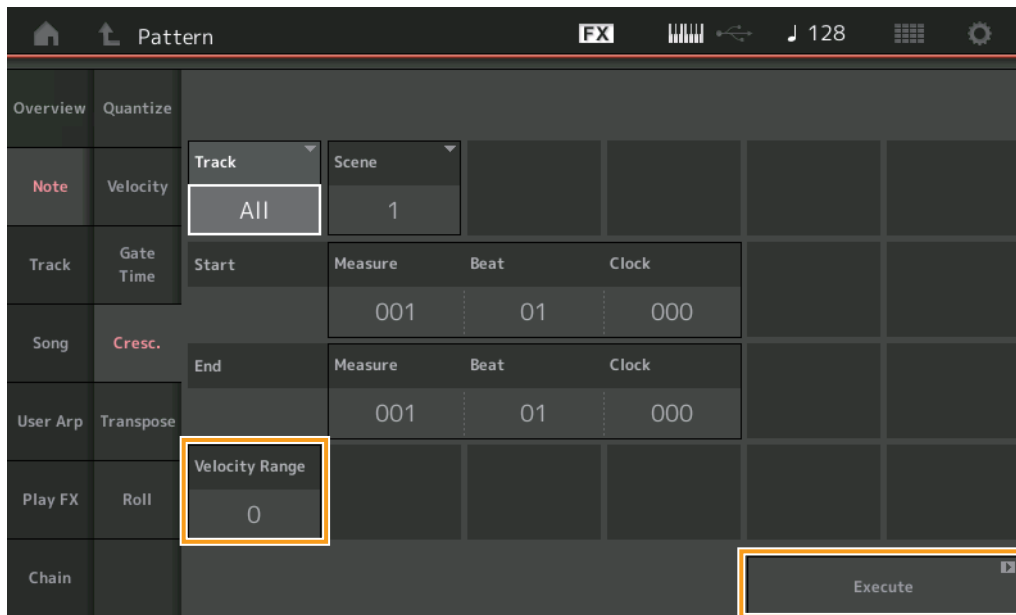 Pattern
FX
♩ 128
Overview
Quantize
Note
Velocity
Track
Gate
Time
Song
Cresc.
User Arp
Transpose
Play FX
Roll
Chain
Track
All
Scene
1
Start
Measure Beat Clock
001 01 000
End
Measure Beat Clock
001 01 000
Velocity Range
0
Execute